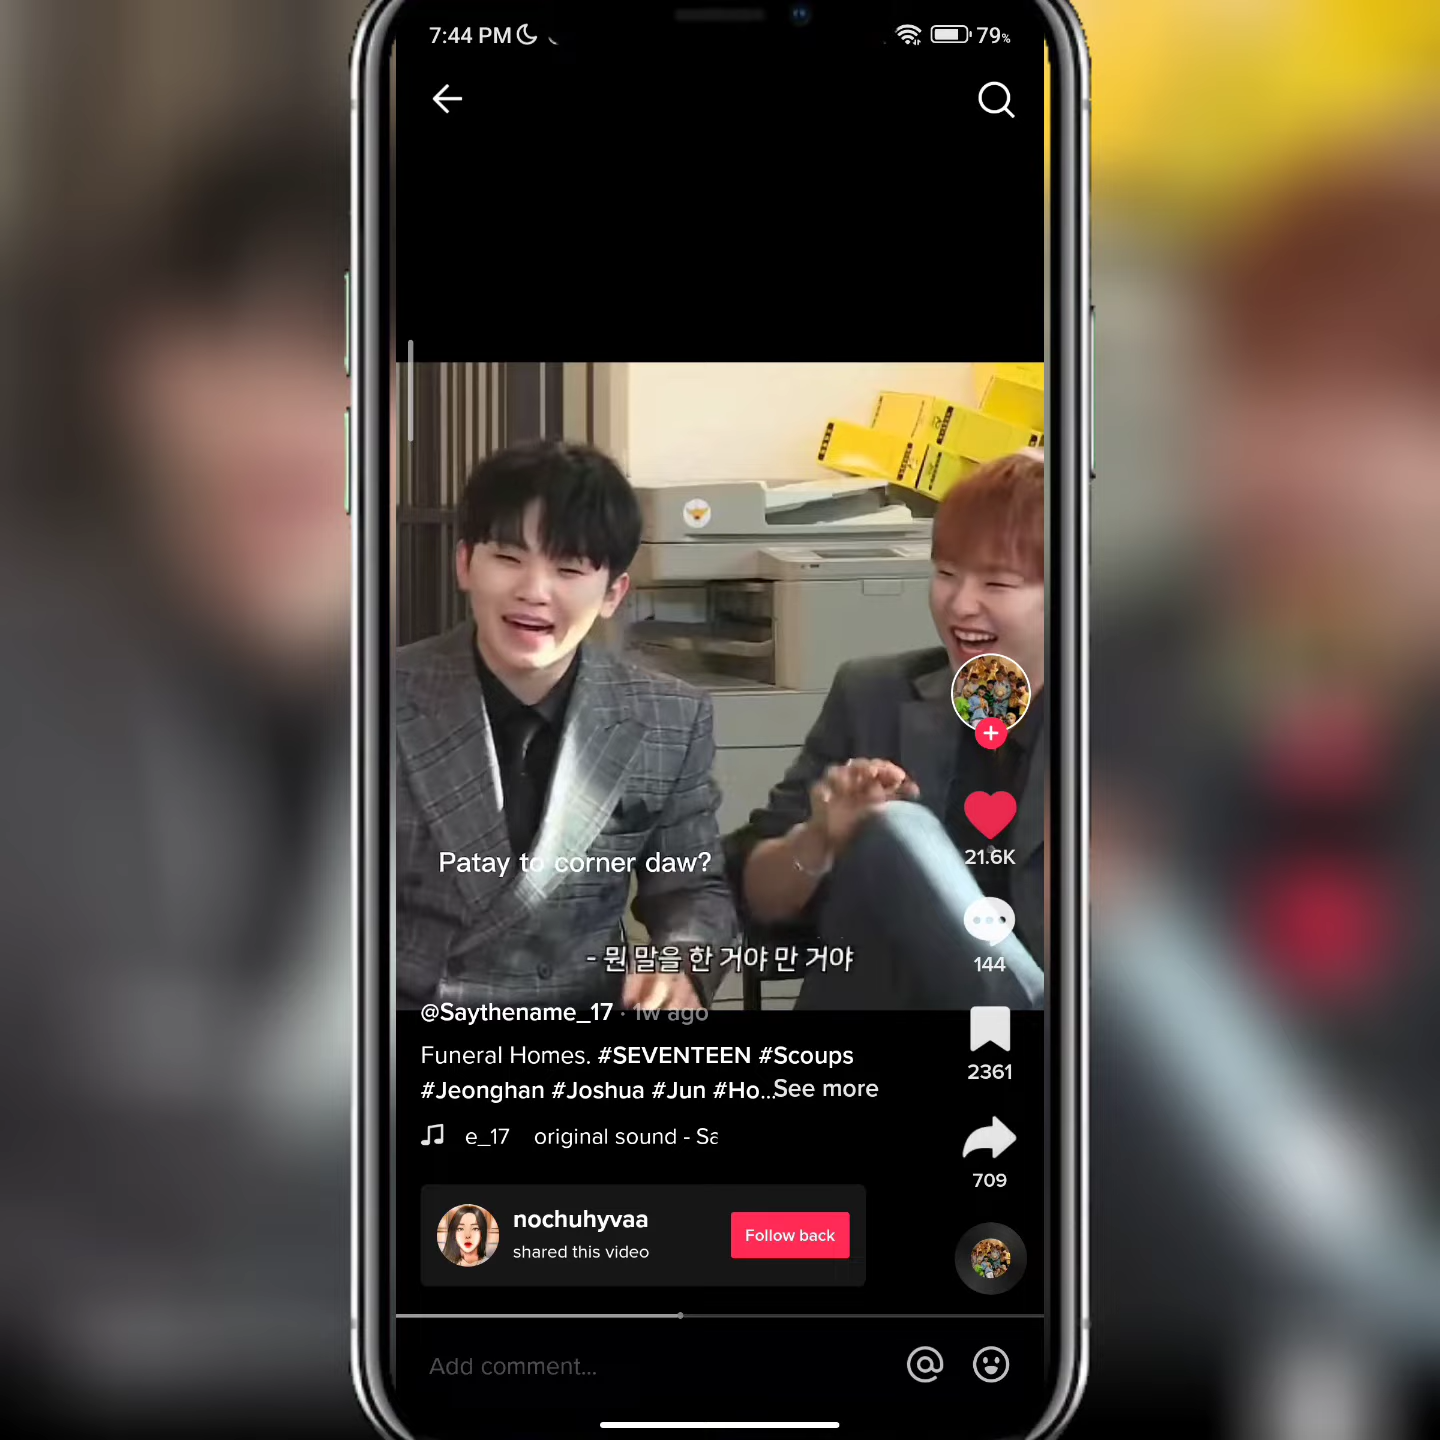 7:44 PM
79%
Patay to corner daw?
- 뭔 말을 한 거야 만 거야
@Saythename_17 · 1w ago
Funeral Homes. #SEVENTEEN #Scoups
#Jeonghan #Joshua #Jun #Ho...See more
e_17 original sound - Sa
nochuhyvaa
shared this video
Follow back
21.6K
144
2361
709
Add comment...